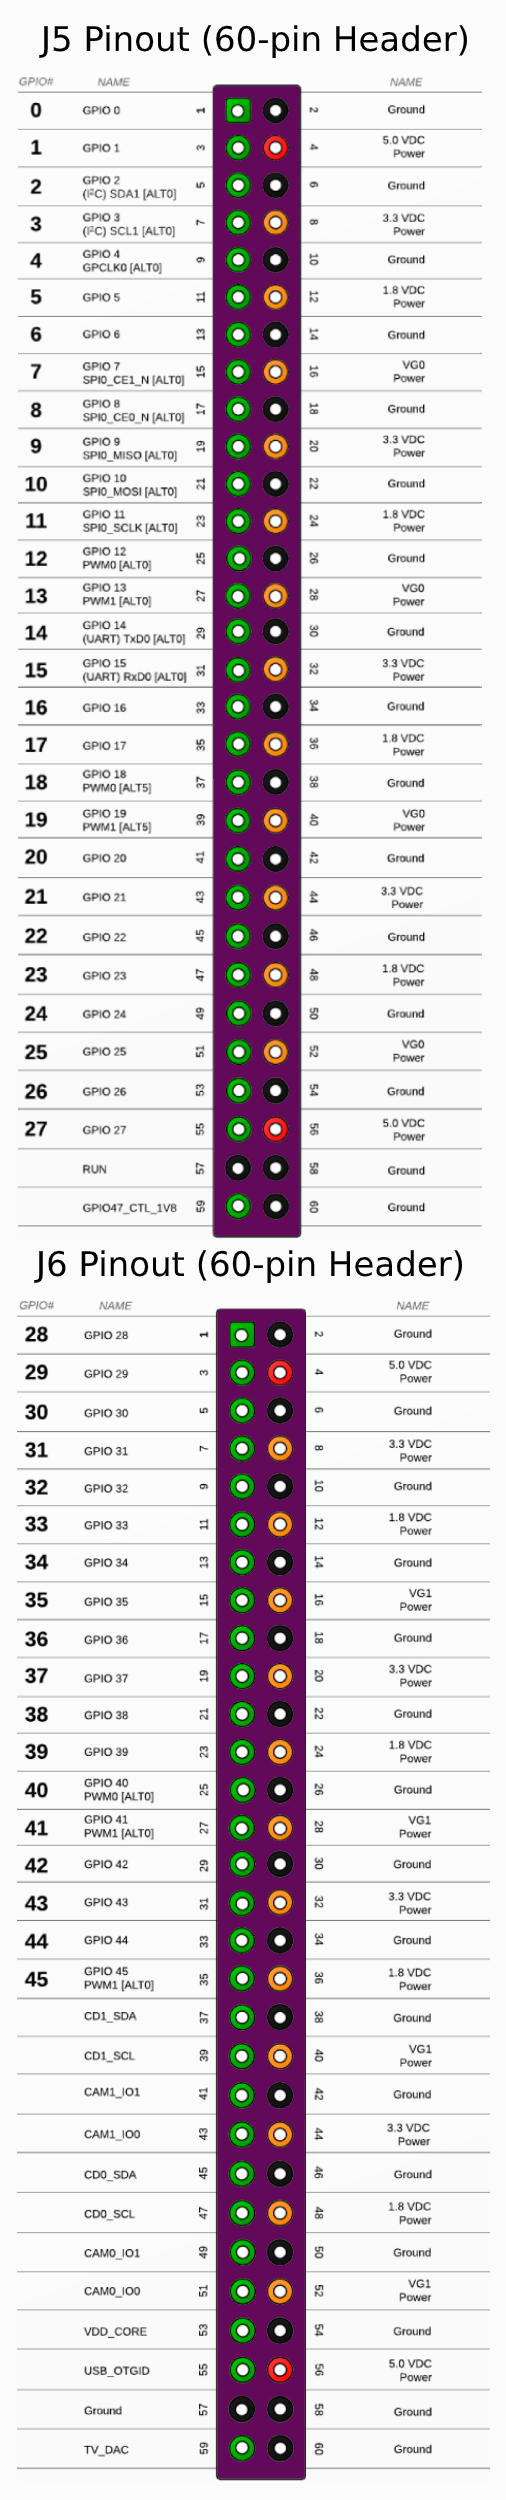 J5 Pinout (60-pin Header)
GPIO# NAME NAME
0 GPIO 0 1 2 Ground
1 GPIO 1 3 4 5.0 VDC
Power
2 GPIO 2 5 6 Ground
(I²C) SDA1 [ALT0]
3 GPIO 3 7 8 3.3 VDC
(I²C) SCL1 [ALT0] Power
4 GPIO 4 9 10 Ground
GPCLK0 [ALT0]
5 GPIO 5 11 12 1.8 VDC
Power
6 GPIO 6 13 14 Ground
7 GPIO 7 15 16 VG0
SPI0_CE1_N [ALT0] Power
8 GPIO 8 17 18 Ground
SPI0_CE0_N [ALT0]
9 GPIO 9 19 20 3.3 VDC
SPI0_MISO [ALT0] Power
10 GPIO 10 21 22 Ground
SPI0_MOSI [ALT0]
11 GPIO 11 23 24 1.8 VDC
SPI0_SCLK [ALT0] Power
12 GPIO 12 25 26 Ground
PWM0 [ALT0]
13 GPIO 13 27 28 VG0
PWM1 [ALT0] Power
14 GPIO 14 29 30 Ground
(UART) TxD0 [ALT0]
15 GPIO 15 31 32 3.3 VDC
(UART) RxD0 [ALT0] Power
16 GPIO 16 33 34 Ground
17 GPIO 17 35 36 1.8 VDC
Power
18 GPIO 18 37 38 Ground
PWM0 [ALT5]
19 GPIO 19 39 40 VG0
PWM1 [ALT5] Power
20 GPIO 20 41 42 Ground
21 GPIO 21 43 44 3.3 VDC
Power
22 GPIO 22 45 46 Ground
23 GPIO 23 47 48 1.8 VDC
Power
24 GPIO 24 49 50 Ground
25 GPIO 25 51 52 VG0
Power
26 GPIO 26 53 54 Ground
27 GPIO 27 55 56 5.0 VDC
Power
RUN 57 58 Ground
GPIO47_CTL_1V8 59 60 Ground
J6 Pinout (60-pin Header)
GPIO# NAME NAME
28 GPIO 28 1 2 Ground
29 GPIO 29 3 4 5.0 VDC
Power
30 GPIO 30 5 6 Ground
31 GPIO 31 7 8 3.3 VDC
Power
32 GPIO 32 9 10 Ground
33 GPIO 33 11 12 1.8 VDC
Power
34 GPIO 34 13 14 Ground
35 GPIO 35 15 16 VG1
Power
36 GPIO 36 17 18 Ground
37 GPIO 37 19 20 3.3 VDC
Power
38 GPIO 38 21 22 Ground
39 GPIO 39 23 24 1.8 VDC
Power
40 GPIO 40 25 26 Ground
PWM0 [ALT0]
41 GPIO 41 27 28 VG1
PWM1 [ALT0] Power
42 GPIO 42 29 30 Ground
43 GPIO 43 31 32 3.3 VDC
Power
44 GPIO 44 33 34 Ground
45 GPIO 45 35 36 1.8 VDC
PWM1 [ALT0] Power
CD1_SDA 37 38 Ground
CD1_SCL 39 40 VG1
Power
CAM1_IO1 41 42 Ground
CAM1_IO0 43 44 3.3 VDC
Power
CD0_SDA 45 46 Ground
CD0_SCL 47 48 1.8 VDC
Power
CAM0_IO1 49 50 Ground
CAM0_IO0 51 52 VG1
Power
VDD_CORE 53 54 Ground
USB_OTGID 55 56 5.0 VDC
Power
Ground 57 58 Ground
TV_DAC 59 60 Ground